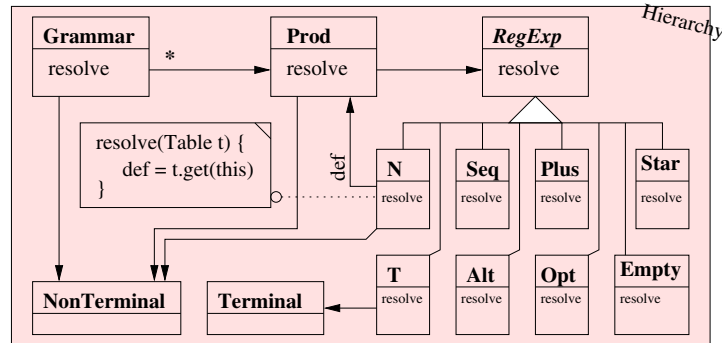 Hierarchy
Grammar
resolve
*
Prod
resolve
RegExp
resolve
resolve(Table t) {
def = t.get(this)
}
def
N
resolve
Seq
resolve
Plus
resolve
Star
resolve
T
resolve
Alt
resolve
Opt
resolve
Empty
resolve
NonTerminal
Terminal